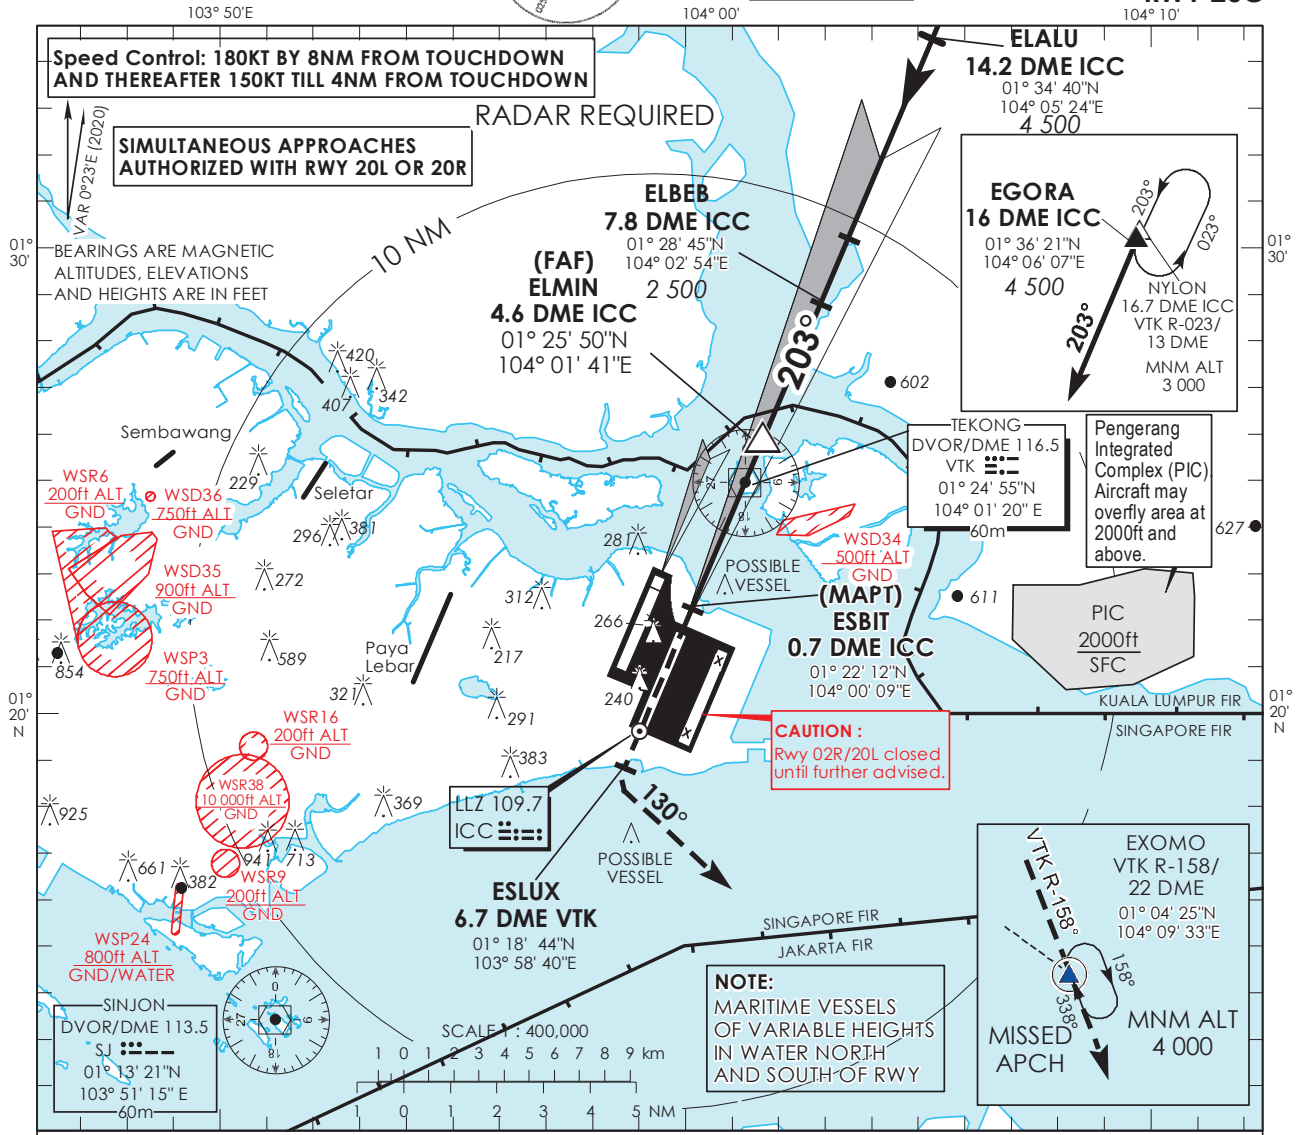 103° 50'E
104° 00'
104° 10'
Speed Control: 180KT BY 8NM FROM TOUCHDOWN
AND THEREAFTER 150KT TILL 4NM FROM TOUCHDOWN
RADAR REQUIRED
VAR 0°23'E (2020)
SIMULTANEOUS APPROACHES
AUTHORIZED WITH RWY 20L OR 20R
BEARINGS ARE MAGNETIC
ALTITUDES, ELEVATIONS
AND HEIGHTS ARE IN FEET
01°
30'
10 NM
ELALU
14.2 DME ICC
01° 34' 40"N
104° 05' 24"E
4 500
ELBEB
7.8 DME ICC
01° 28' 45"N
104° 02' 54"E
2 500
(FAF)
ELMIN
4.6 DME ICC
01° 25' 50"N
104° 01' 41"E
203°
EGORA
16 DME ICC
01° 36' 21"N
104° 06' 07"E
4 500
203°
023°
203°
NYLON
16.7 DME ICC
VTK R-023/
13 DME
MNM ALT
3 000
01°
30'
420
407
342
602
Sembawang
229
Seletar
296
381
WSR6
200ft ALT
GND
WSD36
750ft ALT
GND
WSD35
900ft ALT
GND
WSP3
750ft ALT
GND
854
272
589
312
217
281
266
240
321
291
383
369
Paya
Lebar
27
9
18
TEKONG
DVOR/DME 116.5
VTK
01° 24' 55"N
104° 01' 20" E
60m
Pengerang
Integrated
Complex (PIC).
Aircraft may
overfly area at
2000ft and
above.
627
WSD34
500ft ALT
GND
POSSIBLE
VESSEL
(MAPT)
ESBIT
0.7 DME ICC
01° 22' 12"N
104° 00' 09"E
611
PIC
2000ft
SFC
X
X
01°
20'
N
KUALA LUMPUR FIR
SINGAPORE FIR
01°
20'
N
CAUTION :
Rwy 02R/20L closed
until further advised.
WSR16
200ft ALT
GND
WSR38
10 000ft ALT
GND
925
941
713
661
382
WSR9
200ft ALT
GND
WSP24
800ft ALT
GND/WATER
LLZ 109.7
ICC
130°
POSSIBLE
VESSEL
ESLUX
6.7 DME VTK
01° 18' 44"N
103° 58' 40"E
SINGAPORE FIR
JAKARTA FIR
VTK R-158°
EXOMO
VTK R-158/
22 DME
01° 04' 25"N
104° 09' 33"E
158°
338°
MISSED
APCH
MNM ALT
4 000
NOTE:
MARITIME VESSELS
OF VARIABLE HEIGHTS
IN WATER NORTH
AND SOUTH OF RWY
SINJON
DVOR/DME 113.5
SJ
01° 13' 21"N
103° 51' 15" E
60m
0
27
9
18
SCALE 1 : 400,000
1 0 1 2 3 4 5 6 7 8 9 km
1 0 1 2 3 5 NM